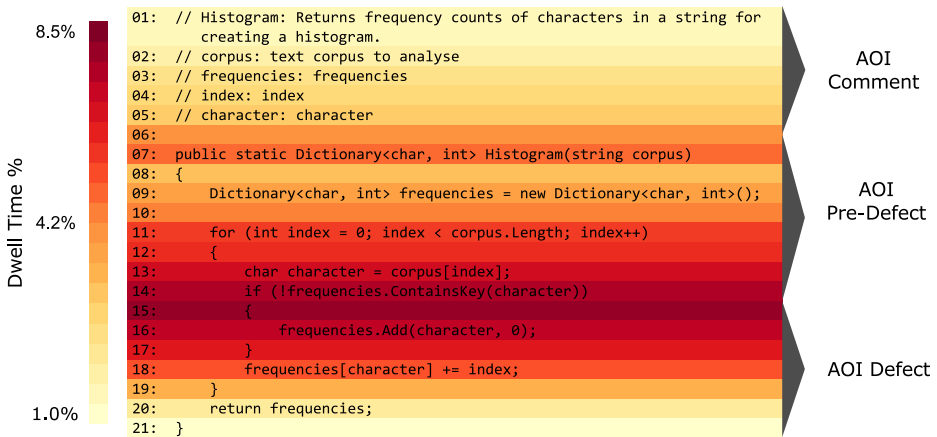 8.5%
4.2%
1.0%
Dwell Time %
01: // Histogram: Returns frequency counts of characters in a string for
creating a histogram.
02: // corpus: text corpus to analyse
03: // frequencies: frequencies
04: // index: index
05: // character: character
06:
07: public static Dictionary<char, int> Histogram(string corpus)
08: {
09:     Dictionary<char, int> frequencies = new Dictionary<char, int>();
10:
11:     for (int index = 0; index < corpus.Length; index++)
12:     {
13:         char character = corpus[index];
14:         if (!frequencies.ContainsKey(character))
15:         {
16:             frequencies.Add(character, 0);
17:         }
18:         frequencies[character] += index;
19:     }
20:     return frequencies;
21: }
AOI
Comment
AOI
Pre-Defect
AOI Defect